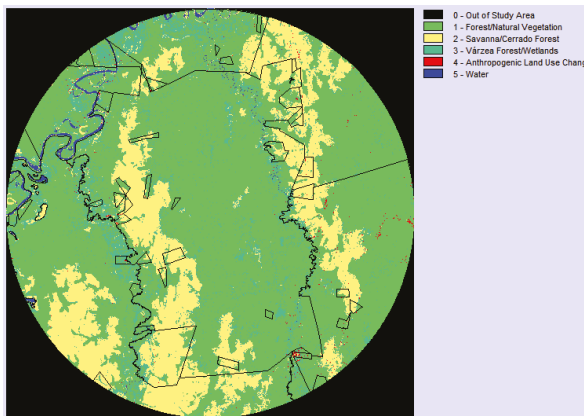 0 - Out of Study Area
1 - Forest/Natural Vegetation
2 - Savanna/Cerrado Forest
3 - Várzea Forest/Wetlands
4 - Anthropogenic Land Use Chang
5 - Water